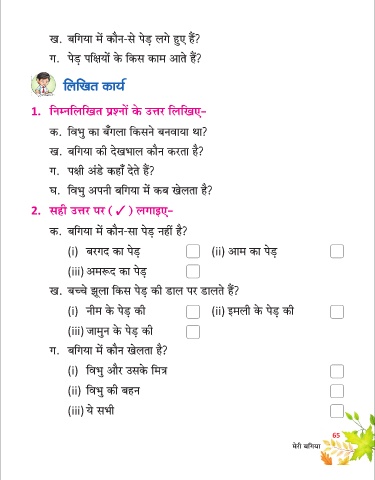 ख. बगिया में कौन-से पेड़ लगे हुए हैं?
ग. पेड़ पक्षियों के किस काम आते हैं?
लिखित कार्य
1. निम्नलिखित प्रश्नों के उत्तर लिखिए–
क. विभु का बँगला किसने बनवाया था?
ख. बगिया की देखभाल कौन करता है?
ग. पक्षी अंडे कहाँ देते हैं?
घ. विभु अपनी बगिया में कब खेलता है?
2. सही उत्तर पर (✓) लगाइए–
क. बगिया में कौन-सा पेड़ नहीं है?
(i) बरगद का पेड़ (ii) आम का पेड़
(iii) अमरूद का पेड़
ख. बच्चे झूला किस पेड़ की डाल पर डालते हैं?
(i) नीम के पेड़ की (ii) इमली के पेड़ की
(iii) जामुन के पेड़ की
ग. बगिया में कौन खेलता है?
(i) विभु और उसके मित्र
(ii) विभु की बहन
(iii) ये सभी
65
मेरी बगिया